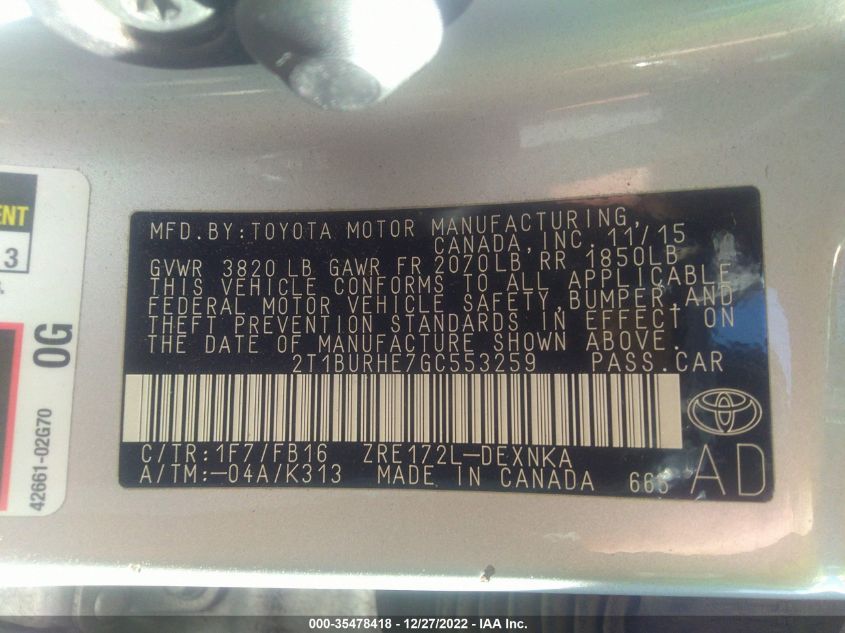 MFD.BY:TOYOTA MOTOR MANUFACTURING,
CANADA,INC. 11/15
GVWR 3820 LB GAWR FR 2070LB RR 1850LB
THIS VEHICLE CONFORMS TO ALL APPLICABLE
FEDERAL MOTOR VEHICLE SAFETY,BUMPER,AND
THEFT PREVENTION STANDARDS IN EFFECT ON
THE DATE OF MANUFACTURE SHOWN ABOVE.
2T1BURHE7GC553259 PASS.CAR
C/TR:1F7/FB16 ZRE172L-DEXNKA
A/TM:-04A/K313 MADE IN CANADA 665
AD
3
0G
42661-02G70
000-35478418 - 12/27/2022 - IAA Inc.